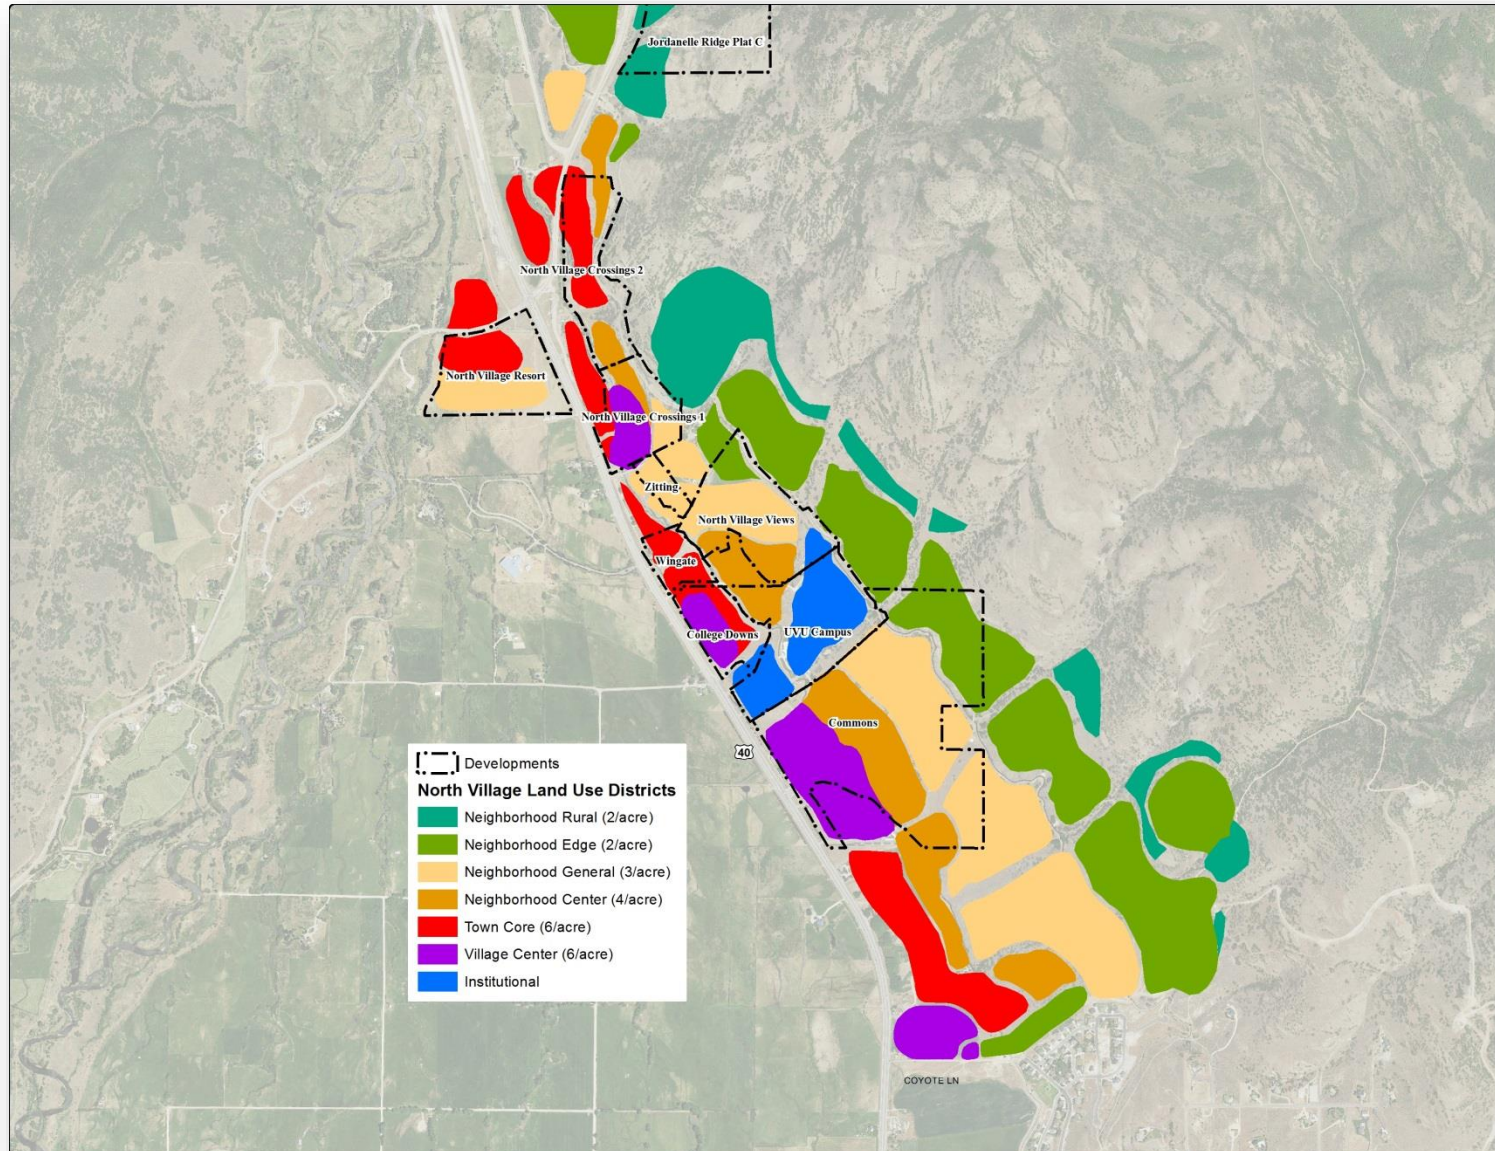 Jordanelle Ridge Plat C
North Village Crossings 2
North Village Resort
North Village Crossings 1
Zitting
North Village Views
Wingate
College Downs
UVU Campus
Commons
40
Developments
North Village Land Use Districts
Neighborhood Rural (2/acre)
Neighborhood Edge (2/acre)
Neighborhood General (3/acre)
Neighborhood Center (4/acre)
Town Core (6/acre)
Village Center (6/acre)
Institutional
COYOTE LN